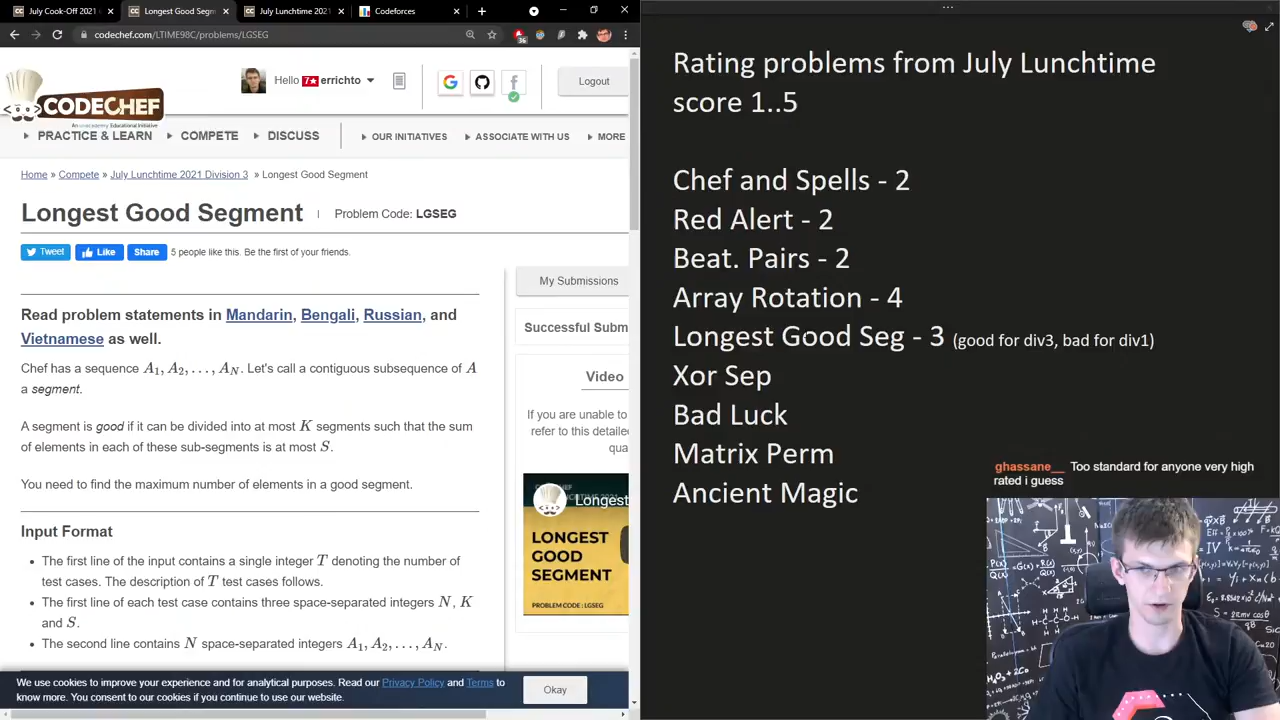 July Cook-Off 2021
Longest Good Segm
July Lunchtime 2021
Codeforces
codechef.com/LTIME98C/problems/LGSEG
36
Hello 7★ errichto
Logout
CODECHEF
An unacademy Educational Initiative
PRACTICE & LEARN
COMPETE
DISCUSS
OUR INITIATIVES
ASSOCIATE WITH US
MORE
Home » Compete » July Lunchtime 2021 Division 3 » Longest Good Segment
Longest Good Segment
Problem Code: LGSEG
Tweet
Like
Share
5 people like this. Be the first of your friends.
My Submissions
Read problem statements in Mandarin, Bengali, Russian, and
Vietnamese as well.
Successful Subm
Chef has a sequence A1, A2, ..., AN. Let's call a contiguous subsequence of A
a segment.
Video
A segment is good if it can be divided into at most K segments such that the sum
of elements in each of these sub-segments is at most S.
If you are unable to
refer to this detailed
qua
You need to find the maximum number of elements in a good segment.
Longest
LONGEST
GOOD
SEGMENT
PROBLEM CODE : LGSEG
Input Format
The first line of the input contains a single integer T denoting the number of
test cases. The description of T test cases follows.
The first line of each test case contains three space-separated integers N, K
and S.
The second line contains N space-separated integers A1, A2, ..., AN.
We use cookies to improve your experience and for analytical purposes. Read our Privacy Policy and Terms to
know more. You consent to our cookies if you continue to use our website.
Okay
Rating problems from July Lunchtime
score 1..5
Chef and Spells - 2
Red Alert - 2
Beat. Pairs - 2
Array Rotation - 4
Longest Good Seg - 3 (good for div3, bad for div1)
Xor Sep
Bad Luck
Matrix Perm
Ancient Magic
ghassane__ Too standard for anyone very high
rated i guess